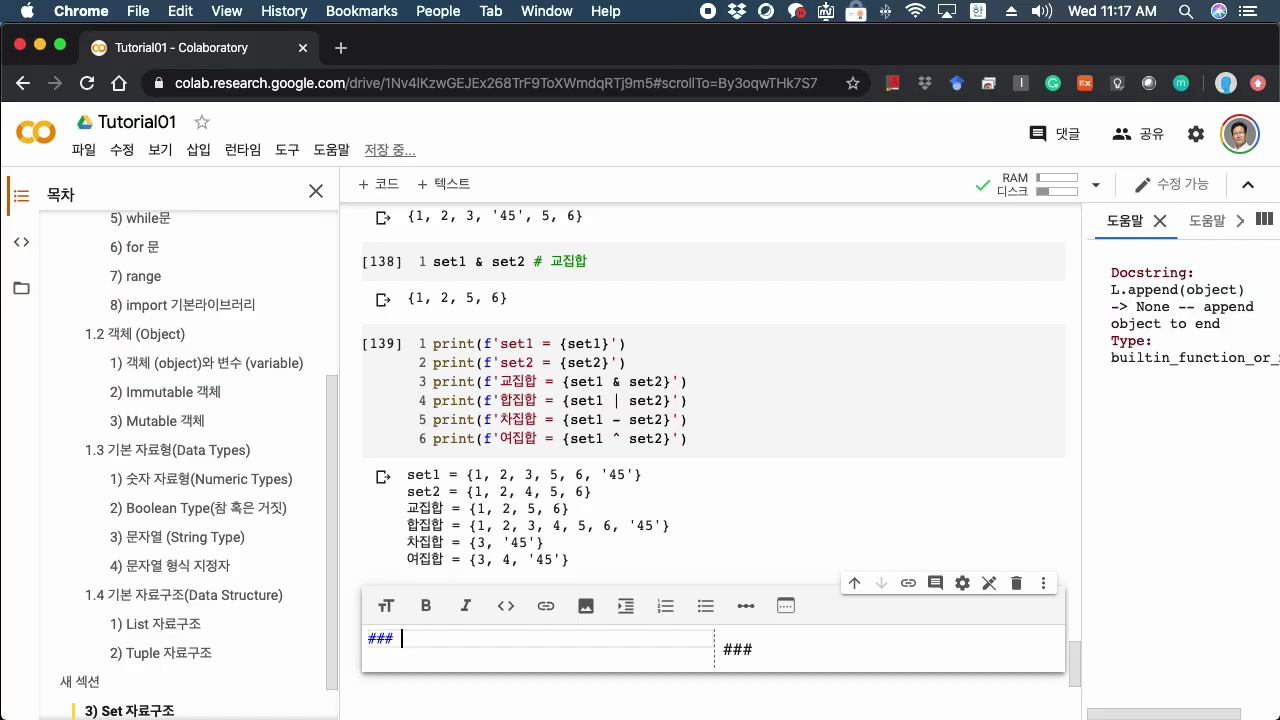 Chrome File Edit View History Bookmarks People Tab Window Help 한 Wed 11:17 AM
Tutorial01 - Colaboratory
colab.research.google.com/drive/1Nv4lKzwGEJEx268TrF9ToXWmdqRTj9m5#scrollTo=By3oqwTHk7S7
Tutorial01
댓글 공유
파일 수정 보기 삽입 런타임 도구 도움말 저장 중...
목차
+ 코드 + 텍스트
RAM
디스크
수정 가능
5) while문
6) for 문
7) range
8) import 기본라이브러리
1.2 객체 (Object)
1) 객체 (object)와 변수 (variable)
2) Immutable 객체
3) Mutable 객체
1.3 기본 자료형(Data Types)
1) 숫자 자료형(Numeric Types)
2) Boolean Type(참 혹은 거짓)
3) 문자열 (String Type)
4) 문자열 형식 지정자
1.4 기본 자료구조(Data Structure)
1) List 자료구조
2) Tuple 자료구조
새 섹션
3) Set 자료구조
{1, 2, 3, '45', 5, 6}
[138] 1 set1 & set2 # 교집합
{1, 2, 5, 6}
[139] 1 print(f'set1 = {set1}')
2 print(f'set2 = {set2}')
3 print(f'교집합 = {set1 & set2}')
4 print(f'합집합 = {set1 | set2}')
5 print(f'차집합 = {set1 - set2}')
6 print(f'여집합 = {set1 ^ set2}')
set1 = {1, 2, 3, 5, 6, '45'}
set2 = {1, 2, 4, 5, 6}
교집합 = {1, 2, 5, 6}
합집합 = {1, 2, 3, 4, 5, 6, '45'}
차집합 = {3, '45'}
여집합 = {3, 4, '45'}
###
###
도움말 도움말
Docstring:
L.append(object)
-> None -- append
object to end
Type:
builtin_function_or_